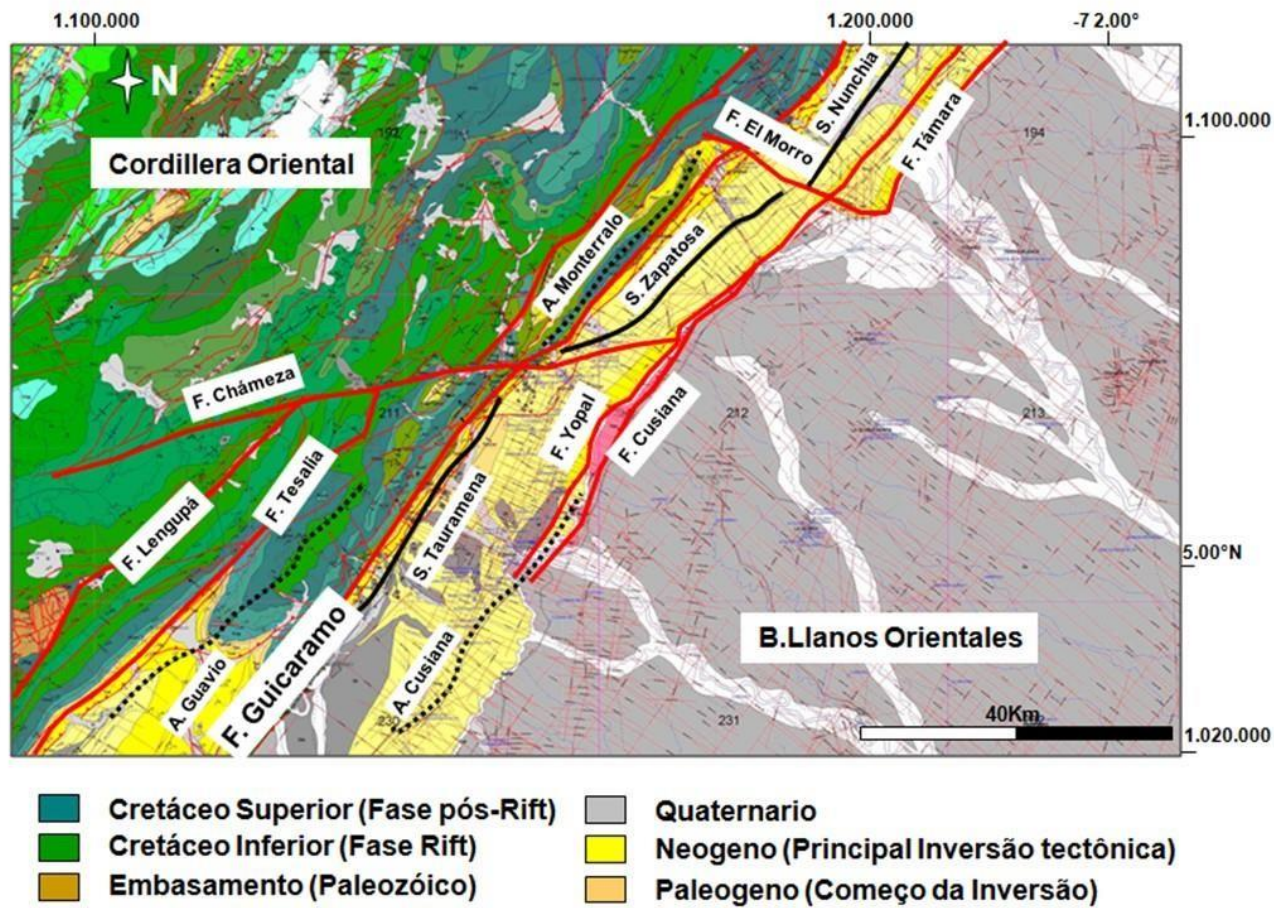 1.100.000
1.200.000
-7 2.00°
N
192
194
1.100.000
Cordillera Oriental
F. El Morro
S. Nunchia
F. Támara
A. Monterralo
S. Zapatosa
F. Chámeza
211
212
213
F. Yopal
F. Cusiana
F. Tesalia
F. Lengupá
S. Tauramena
5.00°N
F. Guicaramo
A. Cusiana
B.Llanos Orientales
A. Guavio
230
231
40Km
1.020.000
Cretáceo Superior (Fase pós-Rift)
Cretáceo Inferior (Fase Rift)
Embasamento (Paleozóico)
Quaternario
Neogeno (Principal Inversão tectônica)
Paleogeno (Começo da Inversão)